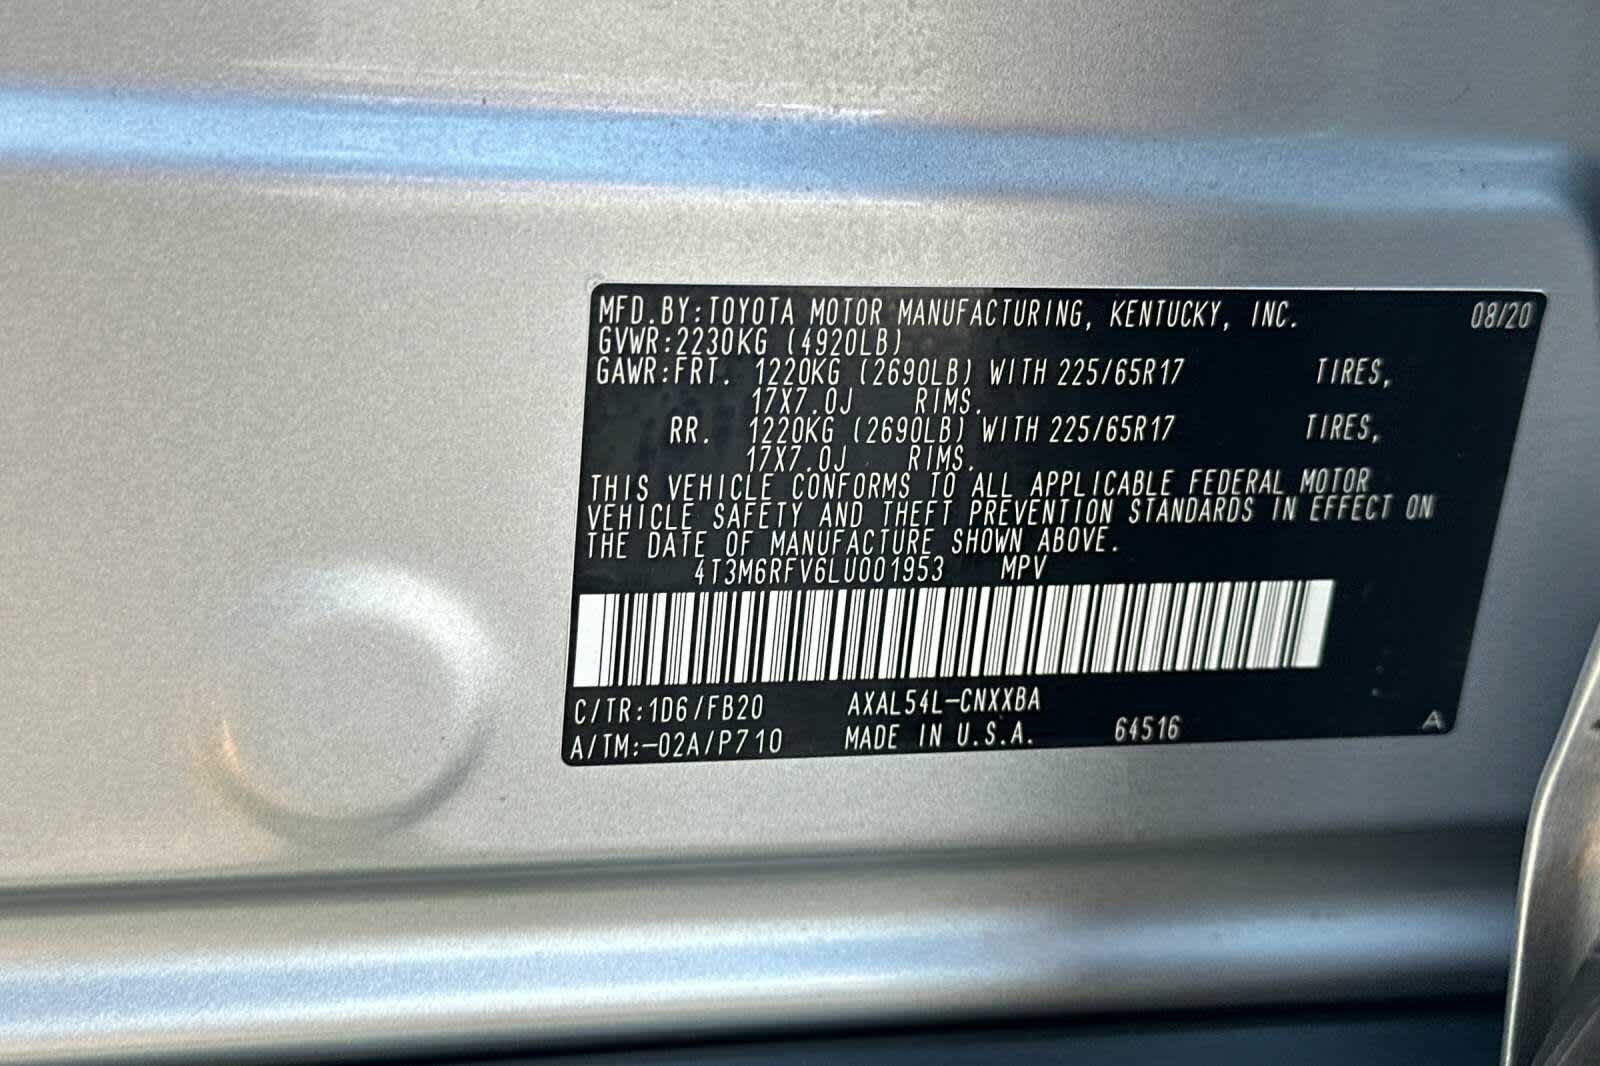 MFD.BY:TOYOTA MOTOR MANUFACTURING, KENTUCKY, INC. 08/20
GVWR:2230KG (4920LB)
GAWR:FRT. 1220KG (2690LB) WITH 225/65R17 TIRES,
17X7.0J RIMS.
RR. 1220KG (2690LB) WITH 225/65R17 TIRES,
17X7.0J RIMS.
THIS VEHICLE CONFORMS TO ALL APPLICABLE FEDERAL MOTOR
VEHICLE SAFETY AND THEFT PREVENTION STANDARDS IN EFFECT ON
THE DATE OF MANUFACTURE SHOWN ABOVE.
4T3M6RFV6LU001953 MPV
C/TR:1D6/FB20 AXAL54L-CNXXBA
A/TM:-02A/P710 MADE IN U.S.A. 64516 A